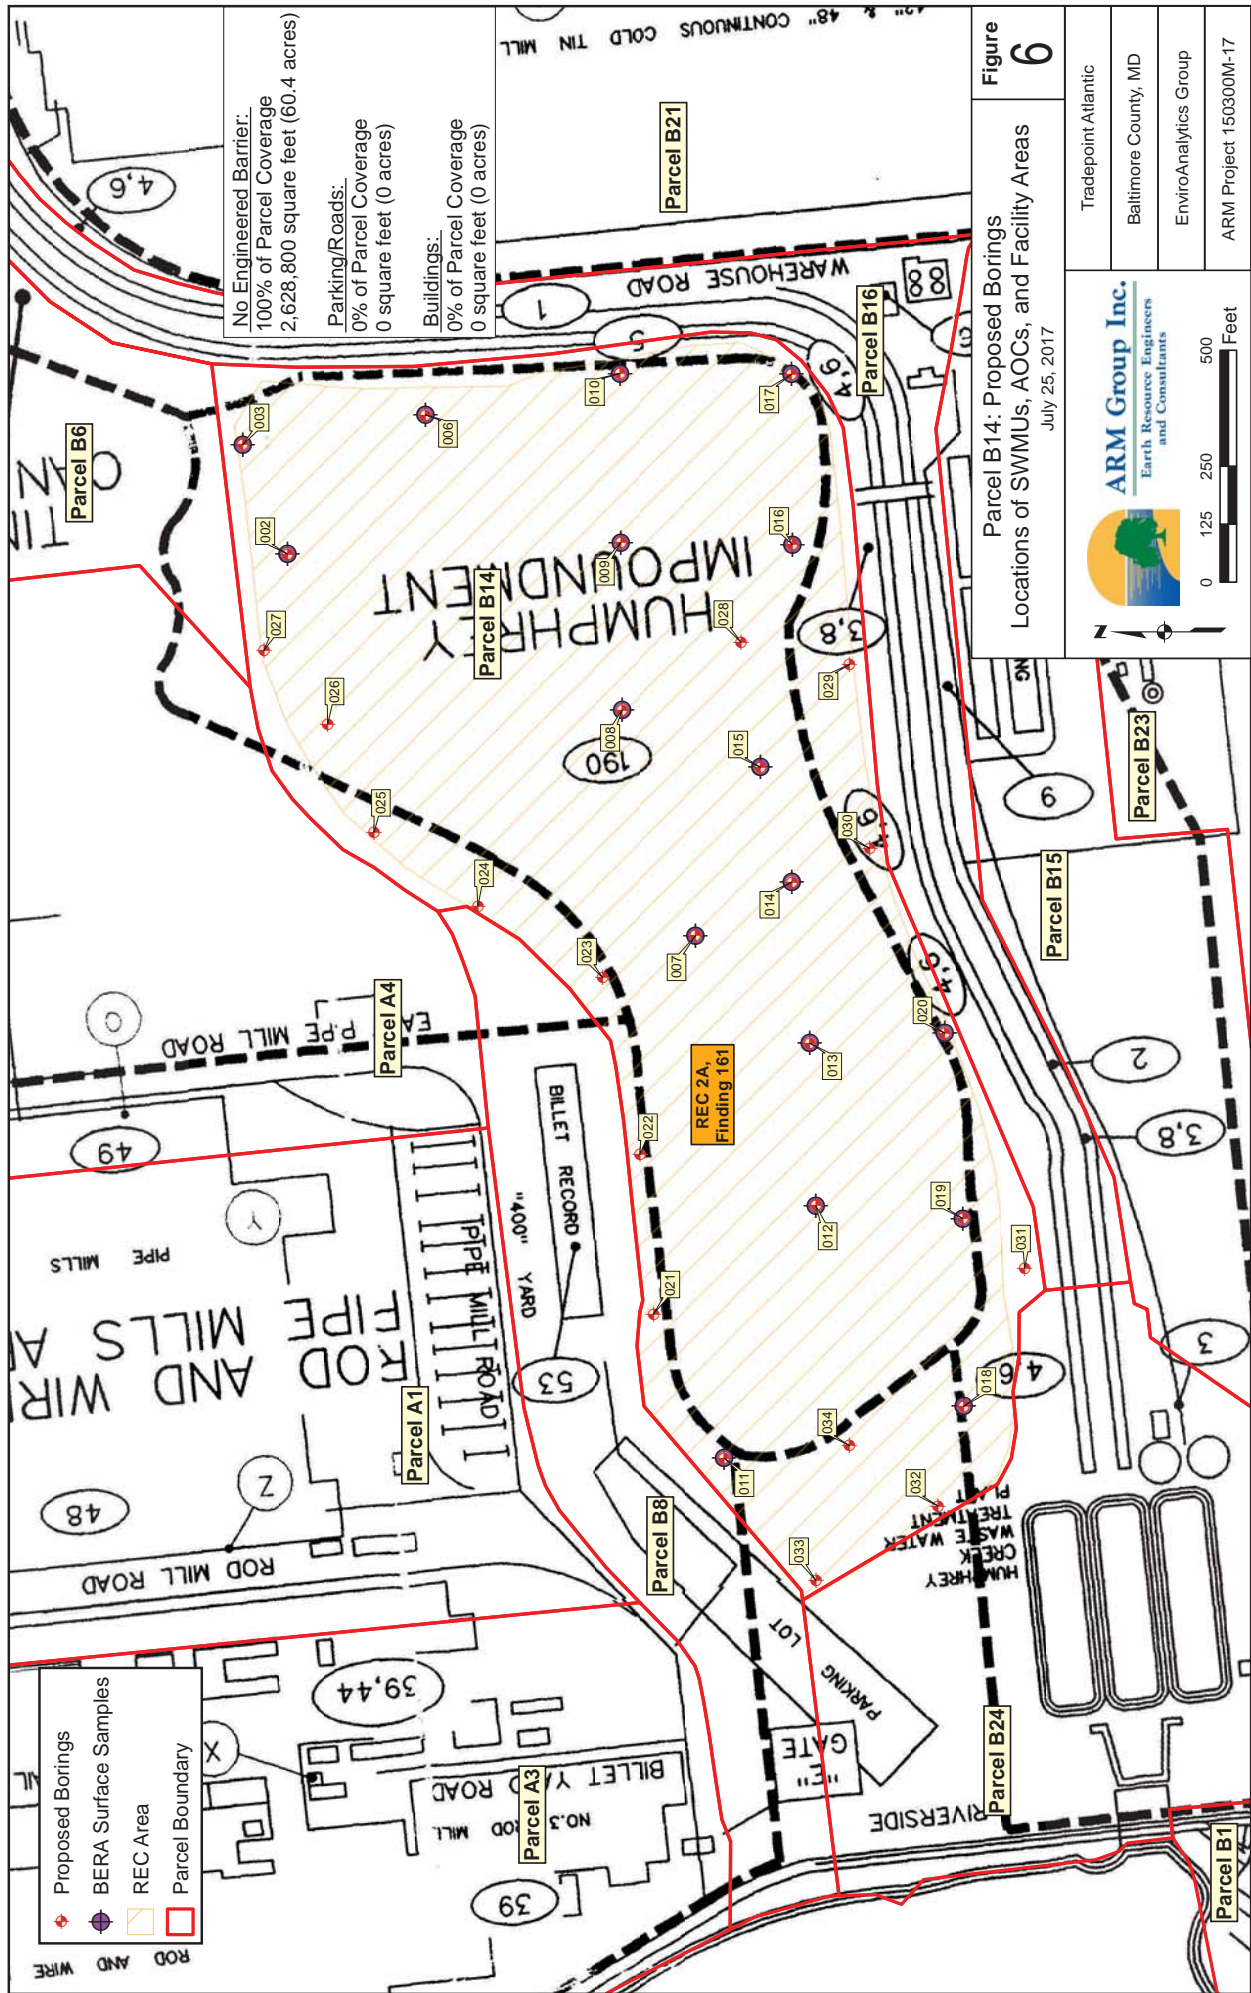 Proposed Borings
BERA Surface Samples
REC Area
Parcel Boundary
No Engineered Barrier:
100% of Parcel Coverage
2,628,800 square feet (60.4 acres)
Parking/Roads:
0% of Parcel Coverage
0 square feet (0 acres)
Buildings:
0% of Parcel Coverage
0 square feet (0 acres)
Parcel B14: Proposed Borings
Locations of SWMUs, AOCs, and Facility Areas
July 25, 2017
Figure
6
ARM Group Inc.
Earth Resource Engineers
and Consultants
N
0
125
250
500
Feet
Tradepoint Atlantic
Baltimore County, MD
EnviroAnalytics Group
ARM Project 150300M-17
Parcel A3
Parcel A1
Parcel A4
Parcel B6
Parcel B8
Parcel B14
Parcel B21
Parcel B16
Parcel B15
Parcel B23
Parcel B24
Parcel B1
REC 2A,
Finding 161
002
003
006
007
008
009
010
011
012
013
014
015
016
017
018
019
020
021
022
023
024
025
026
027
028
029
030
031
032
033
034
HUMPHREY
IMPOUNDMENT
190
ROD AND WIRE
ROD AND WIR
PIPE MILLS
PIPE MILLS
ROD MILL ROAD
PIPE MILL ROAD
PIPE MILL ROAD
"400" YARD
BILLET RECORD
BILLET YARD ROAD
NO.3 ROD MILL
"E"
GATE
PARKING
LOT
RIVERSIDE
HUMPHREY
CREEK
WASTE WATER
TREATMENT
PLANT
WAREHOUSE ROAD
42" & 48" CONTINUOUS COLD TIN MILL
TIN
X
Y
Z
O
48
49
53
39,44
39
4,6
1
5
4,6
3,8
4,6
4,6
4,6
9
2
3,8
3